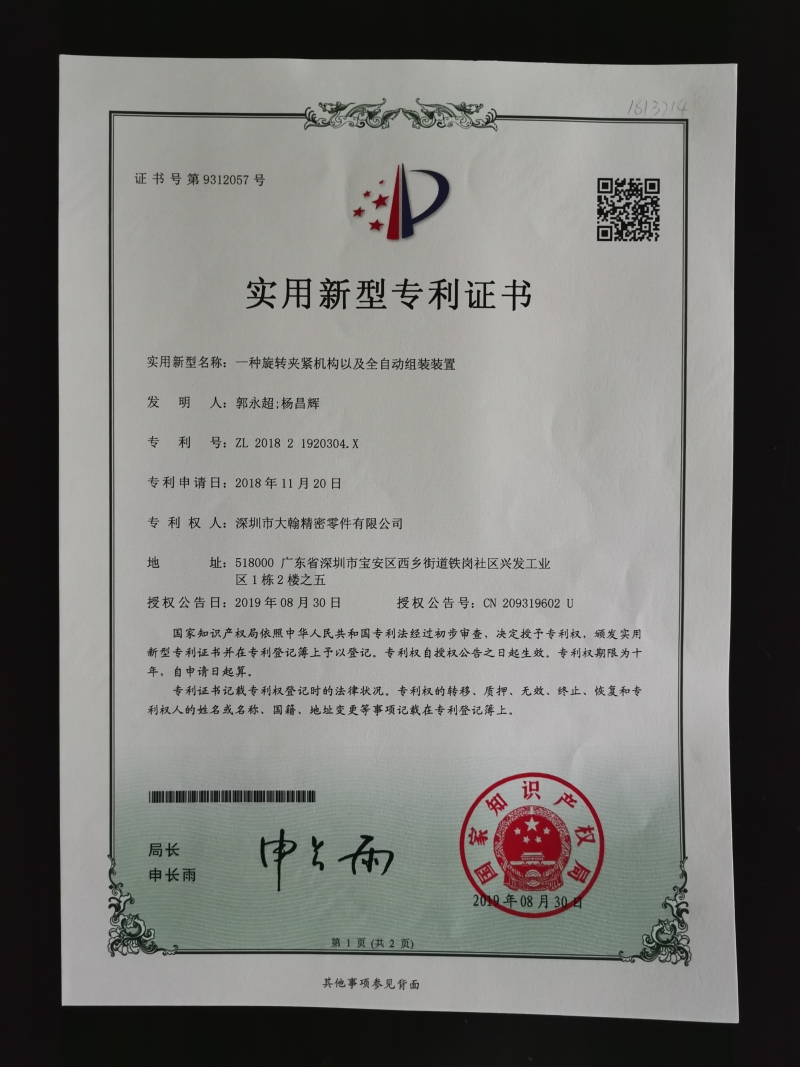 1813714
证书号第9312057号
实用新型专利证书
实用新型名称：一种旋转夹紧机构以及全自动组装装置
发 明 人：郭永超;杨昌辉
专 利 号：ZL 2018 2 1920304.X
专利申请日：2018年11月20日
专 利 权 人：深圳市大翰精密零件有限公司
地 址：518000 广东省深圳市宝安区西乡街道铁岗社区兴发工业
区1栋2楼之五
授权公告日：2019年08月30日 授权公告号：CN 209319602 U
国家知识产权局依照中华人民共和国专利法经过初步审查，决定授予专利权，颁发实用
新型专利证书并在专利登记簿上予以登记。专利权自授权公告之日起生效。专利权期限为十
年，自申请日起算。
专利证书记载专利权登记时的法律状况。专利权的转移、质押、无效、终止、恢复和专
利权人的姓名或名称、国籍、地址变更等事项记载在专利登记簿上。
局长
申长雨
申长雨
国家知识产权局
2019年08月30日
第 1 页 (共 2 页)
其他事项参见背面